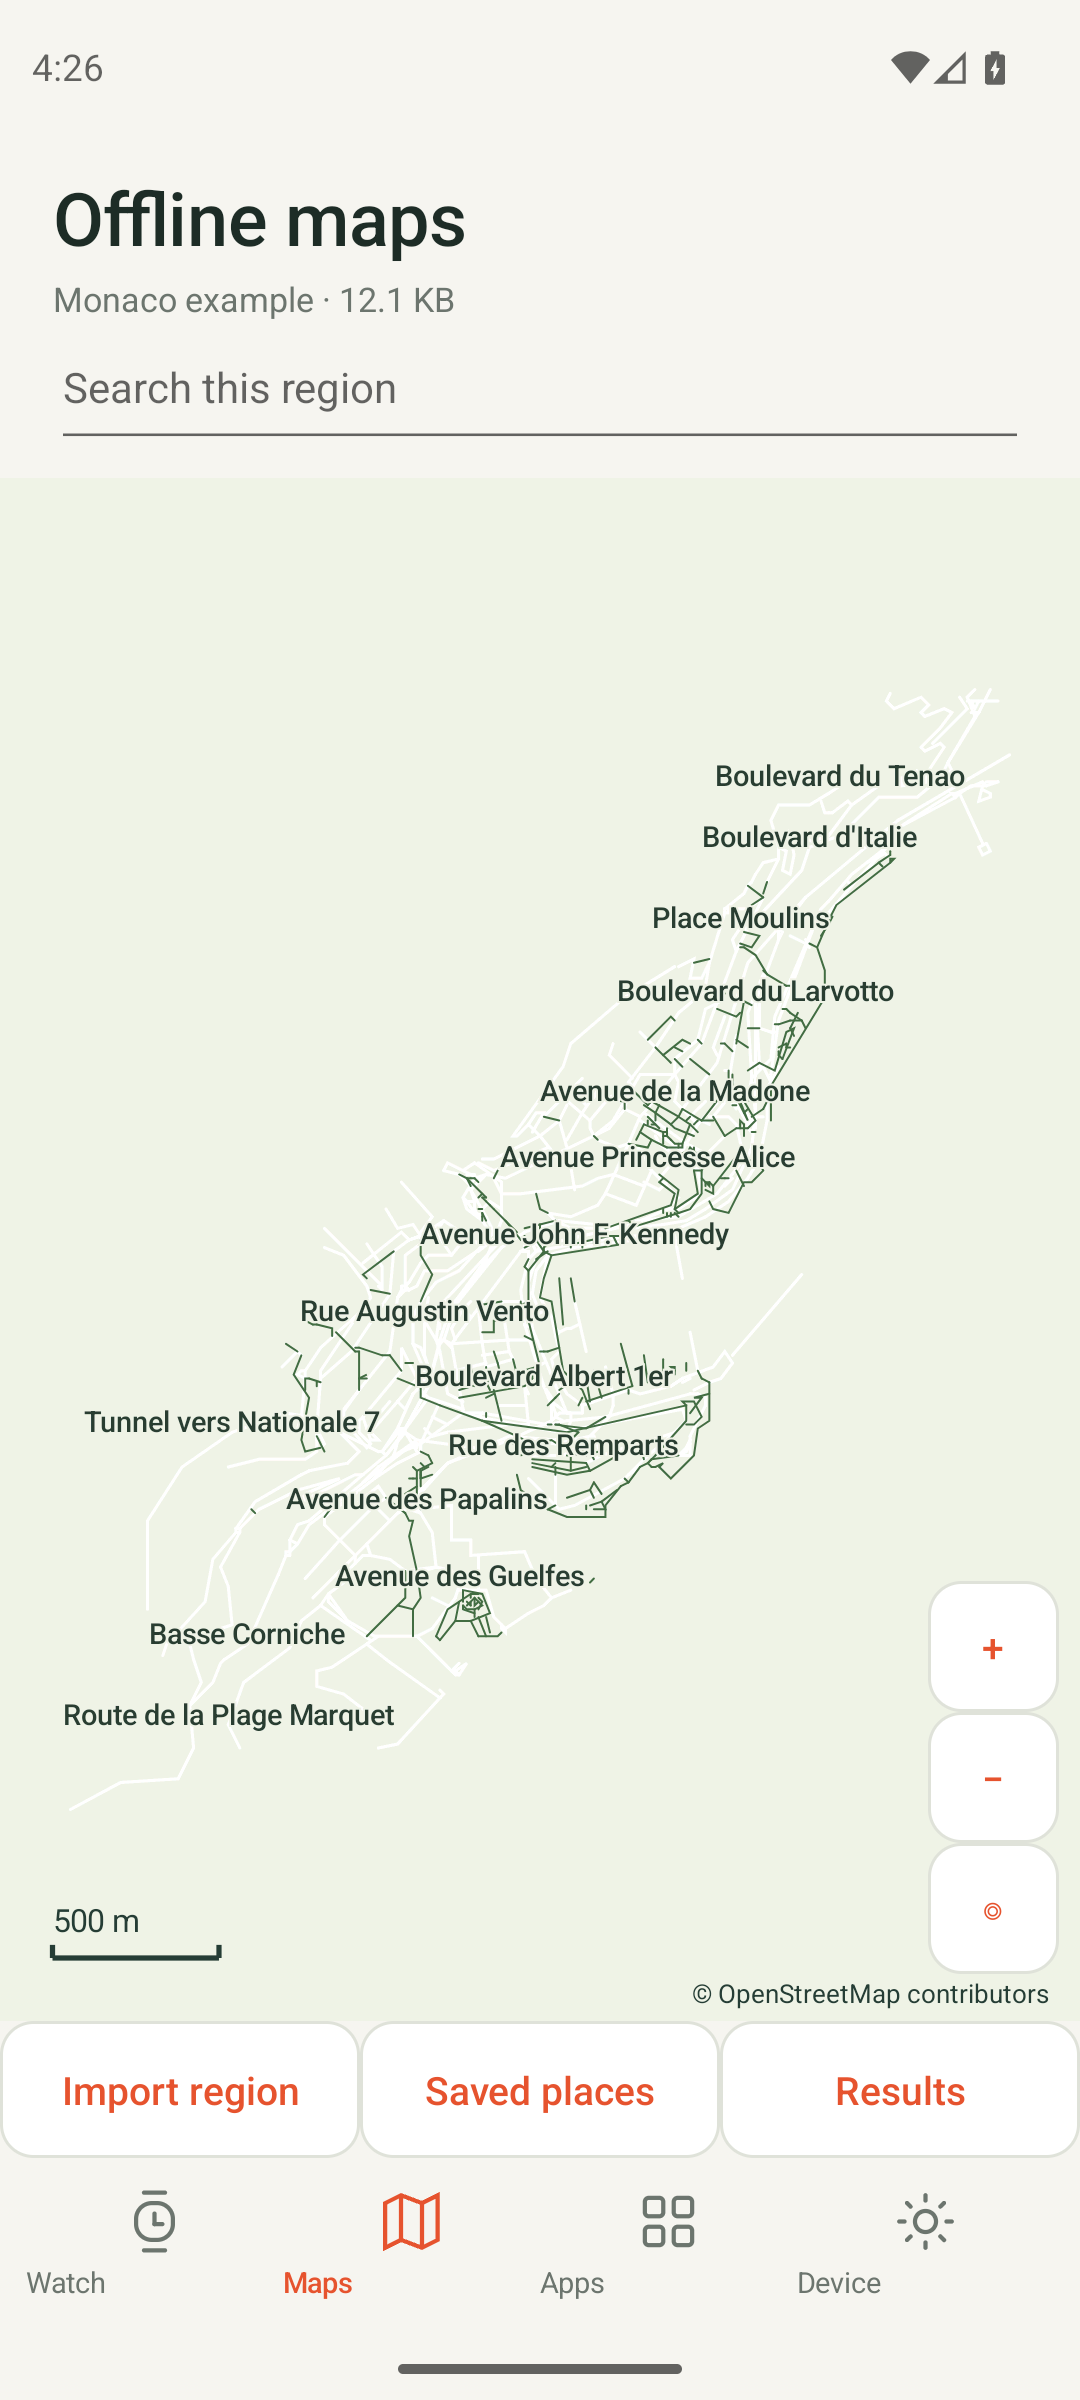 4:26
Offline maps
Monaco example · 12.1 KB
Search this region
Boulevard du Tenao
Boulevard d'Italie
Place Moulins
Boulevard du Larvotto
Avenue de la Madone
Avenue Princesse Alice
Avenue John F. Kennedy
Rue Augustin Vento
Boulevard Albert 1er
Tunnel vers Nationale 7
Rue des Remparts
Avenue des Papalins
Avenue des Guelfes
Basse Corniche
Route de la Plage Marquet
+
−
◎
500 m
© OpenStreetMap contributors
Import region
Saved places
Results
Watch
Maps
Apps
Device